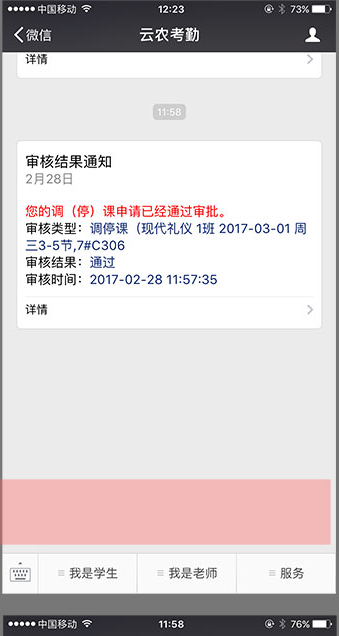 中国移动 12:23 73%
微信 云农考勤
详情
11:58
审核结果通知
2月28日
您的调（停）课申请已经通过审批。
审核类型：调停课（现代礼仪 1班 2017-03-01 周
三3-5节,7#C306
审核结果：通过
审核时间：2017-02-28 11:57:35
详情
我是学生 我是老师 服务
中国移动 11:58 76%